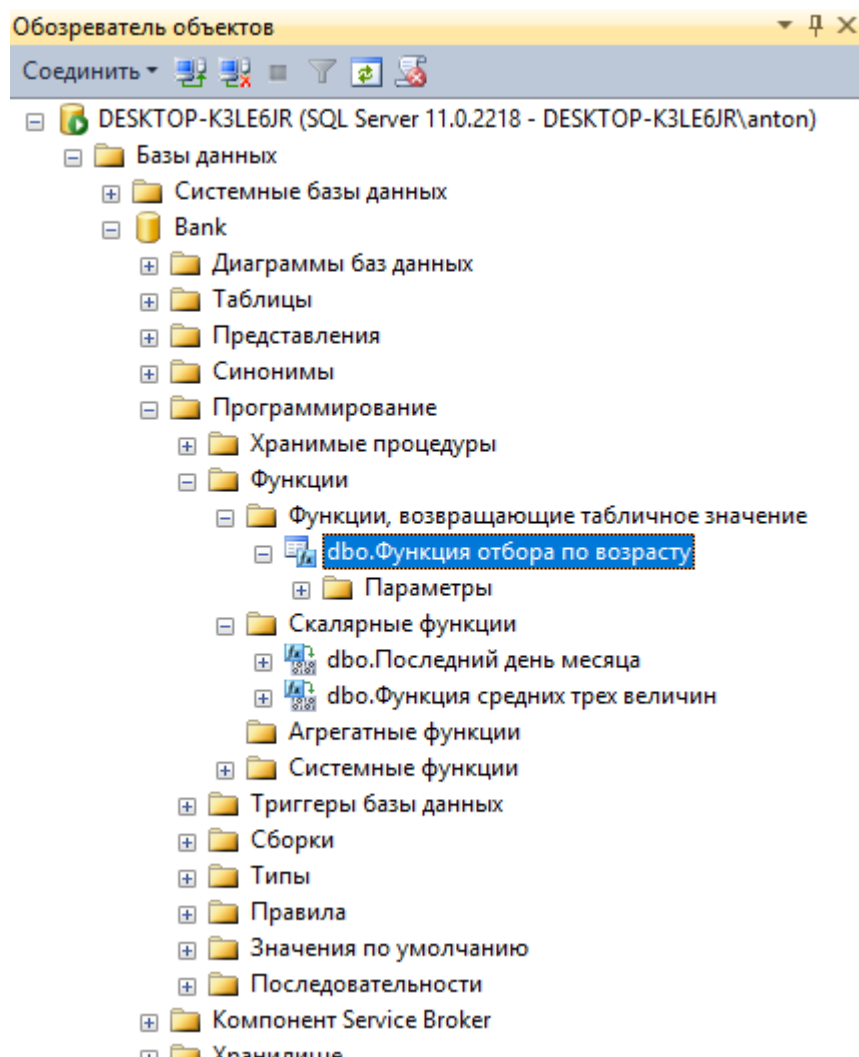 Обозреватель объектов
Соединить
DESKTOP-K3LE6JR (SQL Server 11.0.2218 - DESKTOP-K3LE6JR\anton)
Базы данных
Системные базы данных
Bank
Диаграммы баз данных
Таблицы
Представления
Синонимы
Программирование
Хранимые процедуры
Функции
Функции, возвращающие табличное значение
dbo.Функция отбора по возрасту
Параметры
Скалярные функции
dbo.Последний день месяца
dbo.Функция средних трех величин
Агрегатные функции
Системные функции
Триггеры базы данных
Сборки
Типы
Правила
Значения по умолчанию
Последовательности
Компонент Service Broker
Хранилище